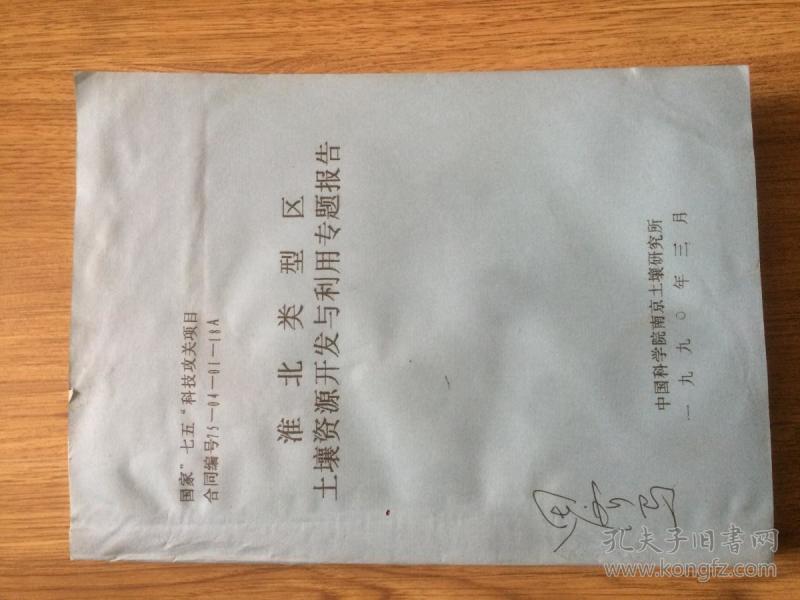 国家"七五"科技攻关项目
合同编号75-04-01-18A
淮北类型区
土壤资源开发与利用专题报告
中国科学院南京土壤研究所
一九九〇年三月
孔夫子旧书网
www.kongfz.com